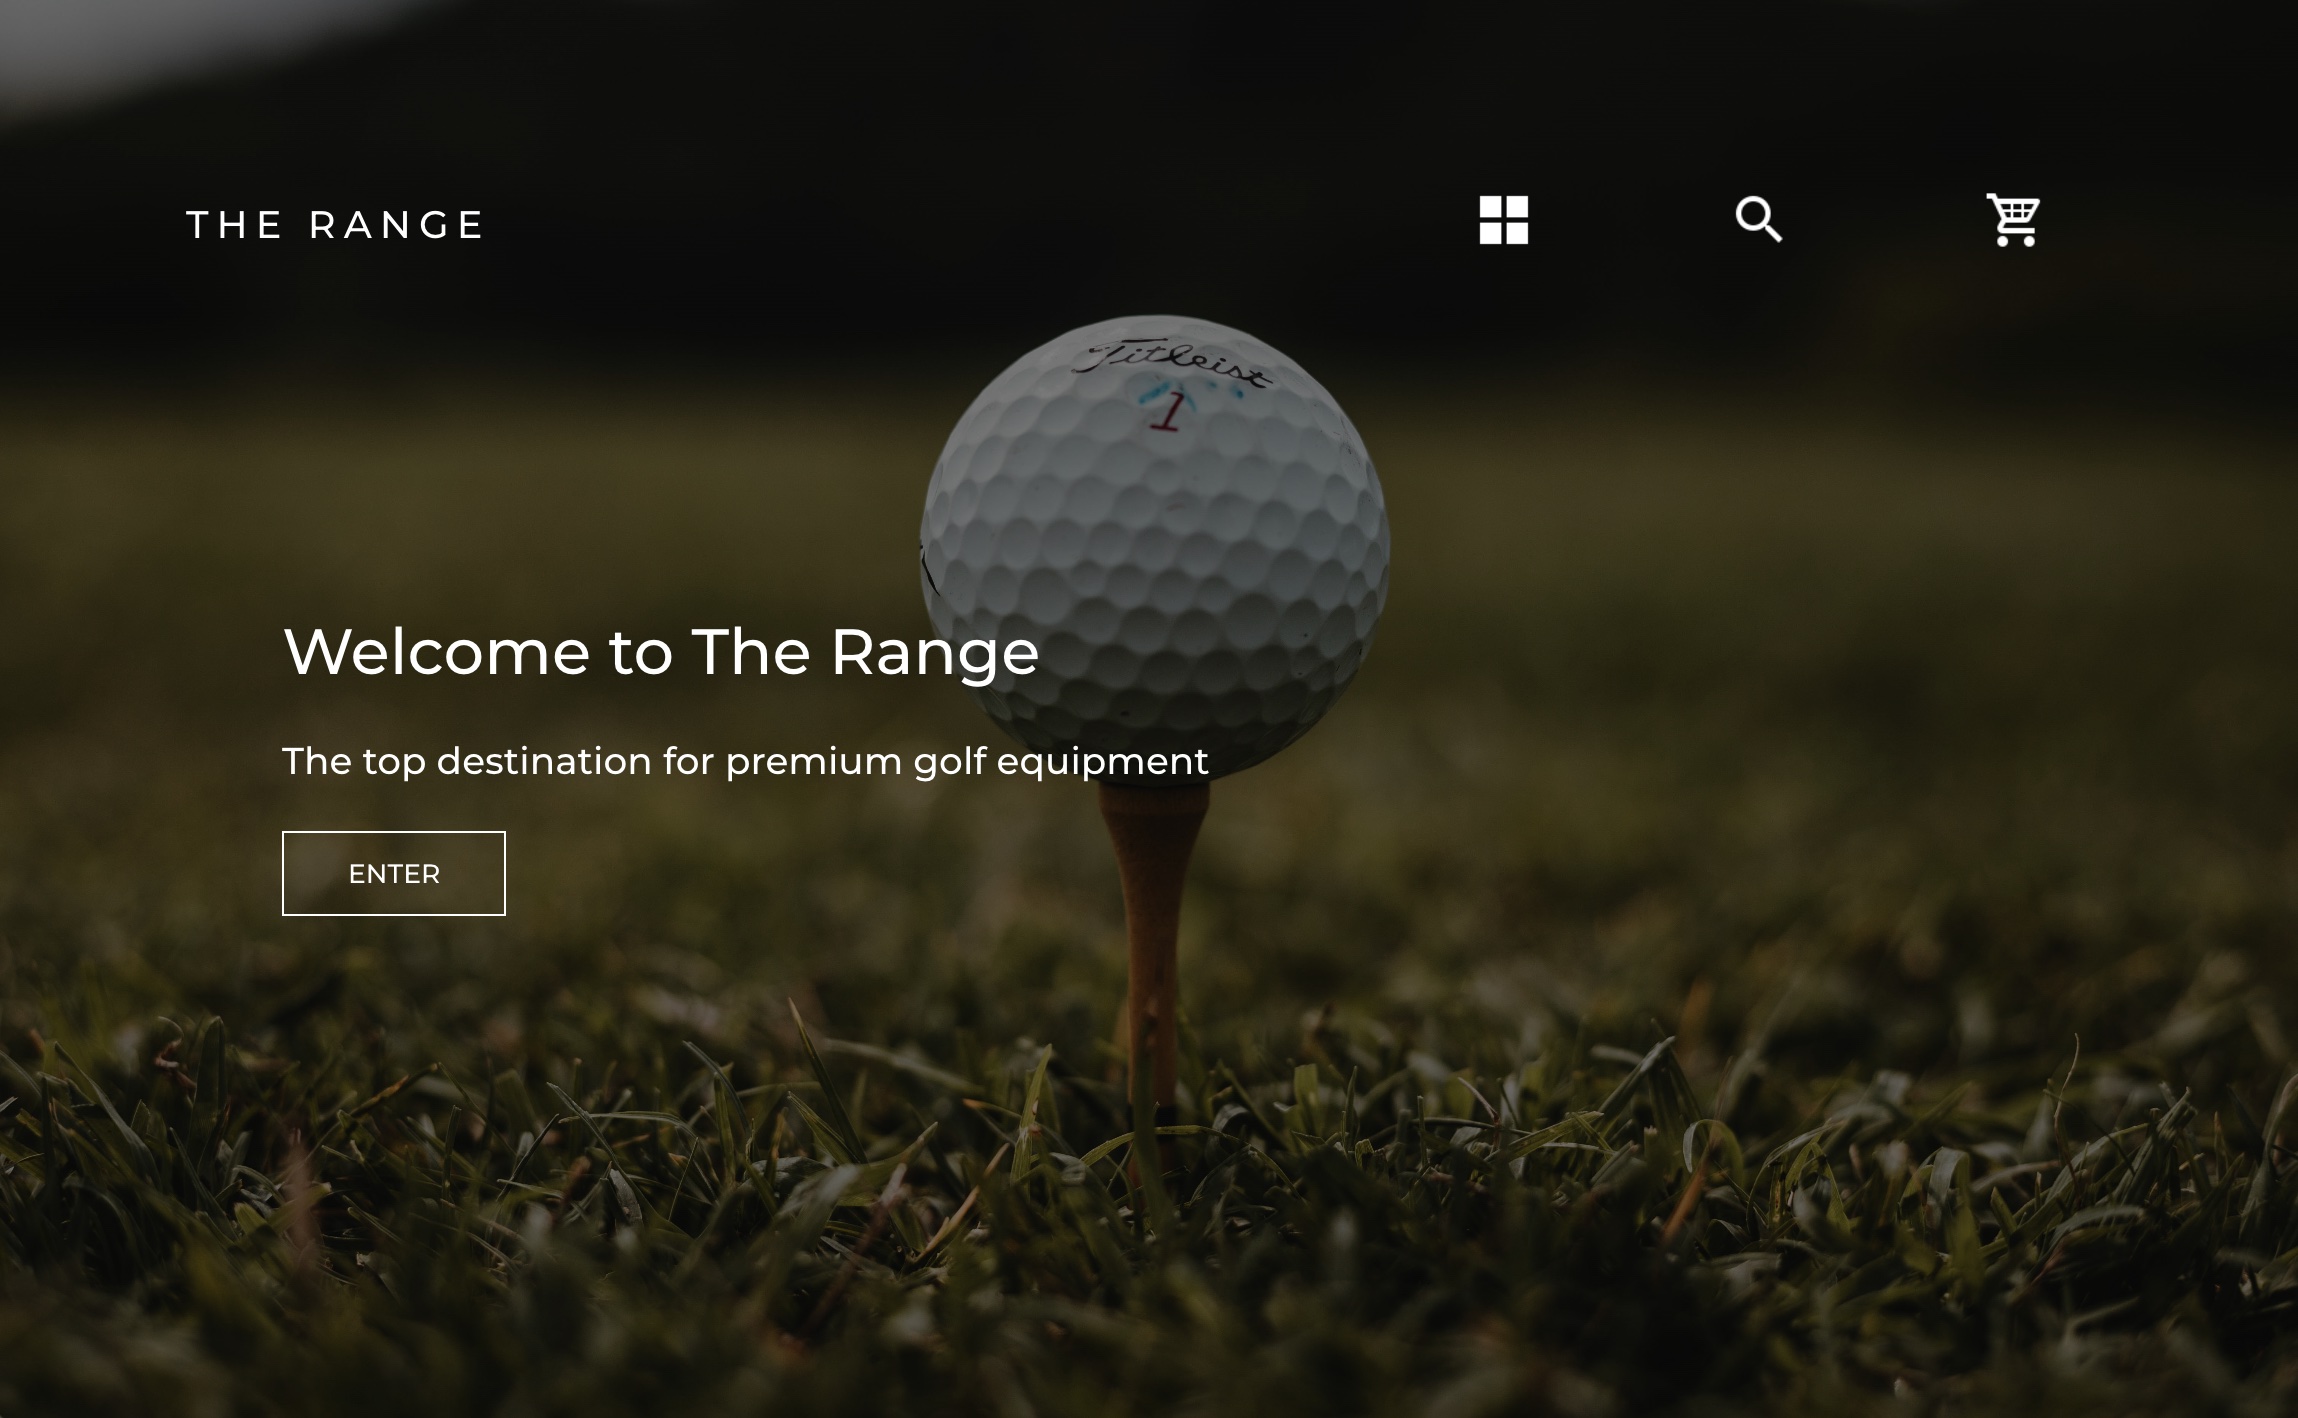 THE RANGE
Titleist
1
Welcome to The Range
The top destination for premium golf equipment
ENTER